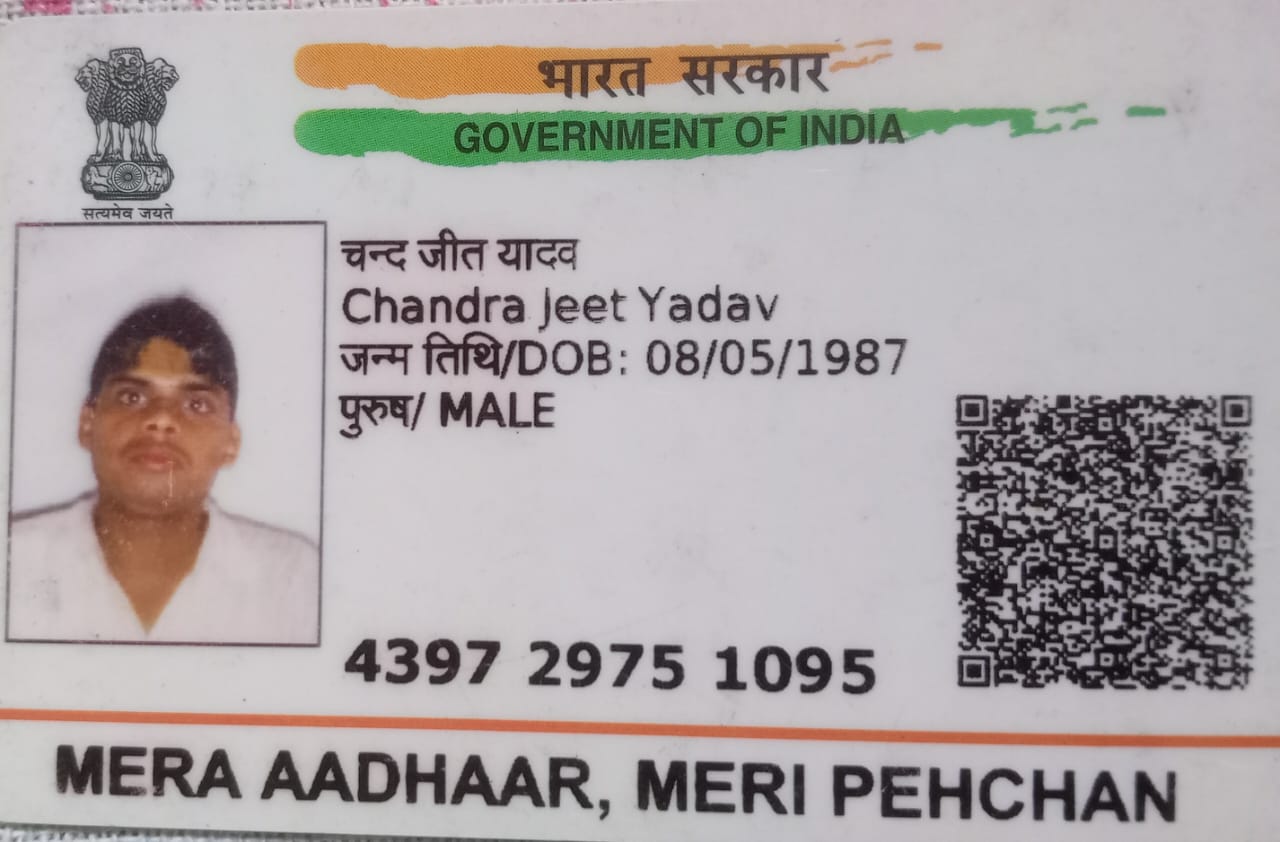 भारत सरकार
GOVERNMENT OF INDIA
सत्यमेव जयते
चन्द जीत यादव
Chandra Jeet Yadav
जन्म तिथि/DOB: 08/05/1987
पुरुष/ MALE
4397 2975 1095
MERA AADHAAR, MERI PEHCHAN